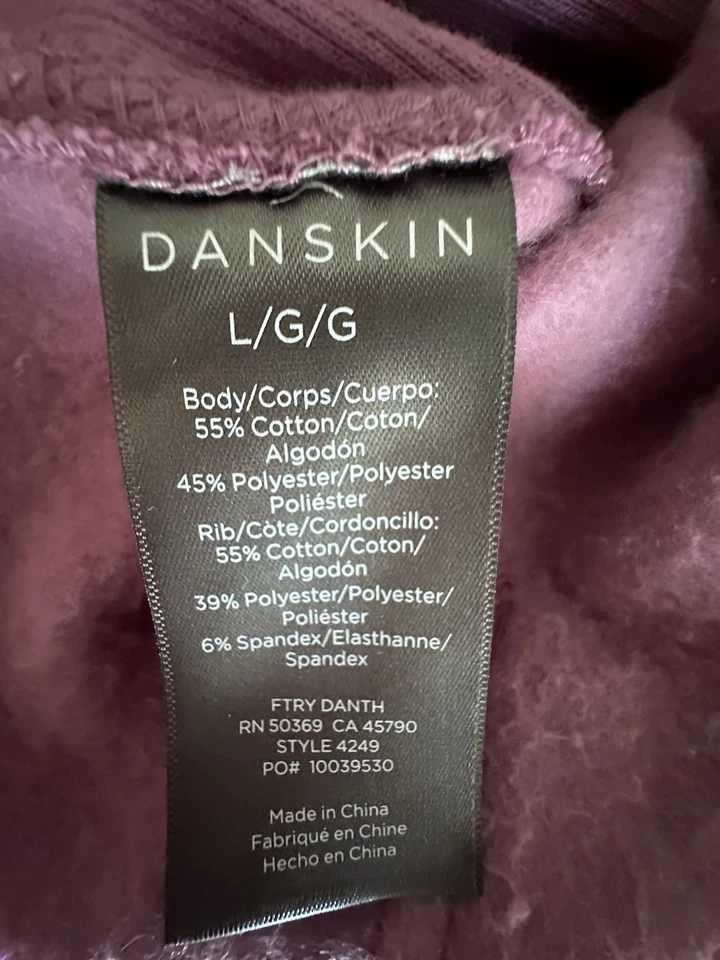 DANSKIN
L/G/G
Body/Corps/Cuerpo:
55% Cotton/Coton/
Algodón
45% Polyester/Polyester
Poliéster
Rib/Còte/Cordoncillo:
55% Cotton/Coton/
Algodón
39% Polyester/Polyester/
Poliéster
6% Spandex/Elasthanne/
Spandex
FTRY DANTH
RN 50369 CA 45790
STYLE 4249
PO# 10039530
Made in China
Fabriqué en Chine
Hecho en China